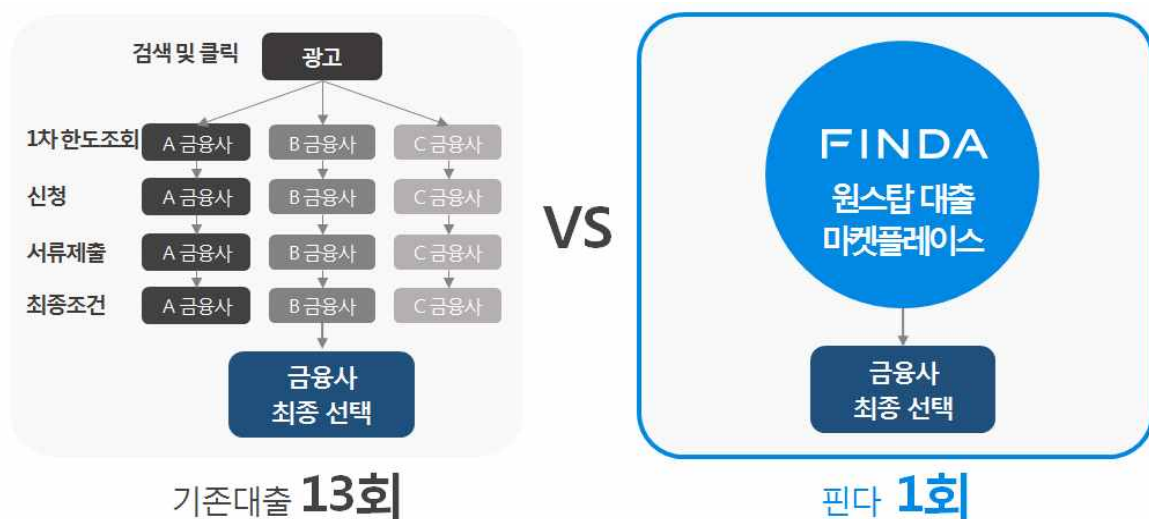 검색 및 클릭 광고
1차 한도조회 A 금융사 B 금융사 C 금융사
신청 A 금융사 B 금융사 C 금융사
서류제출 A 금융사 B 금융사 C 금융사
최종조건 A 금융사 B 금융사 C 금융사
금융사
최종 선택
기존대출 13회
VS
FINDA
원스탑 대출
마켓플레이스
금융사
최종 선택
핀다 1회